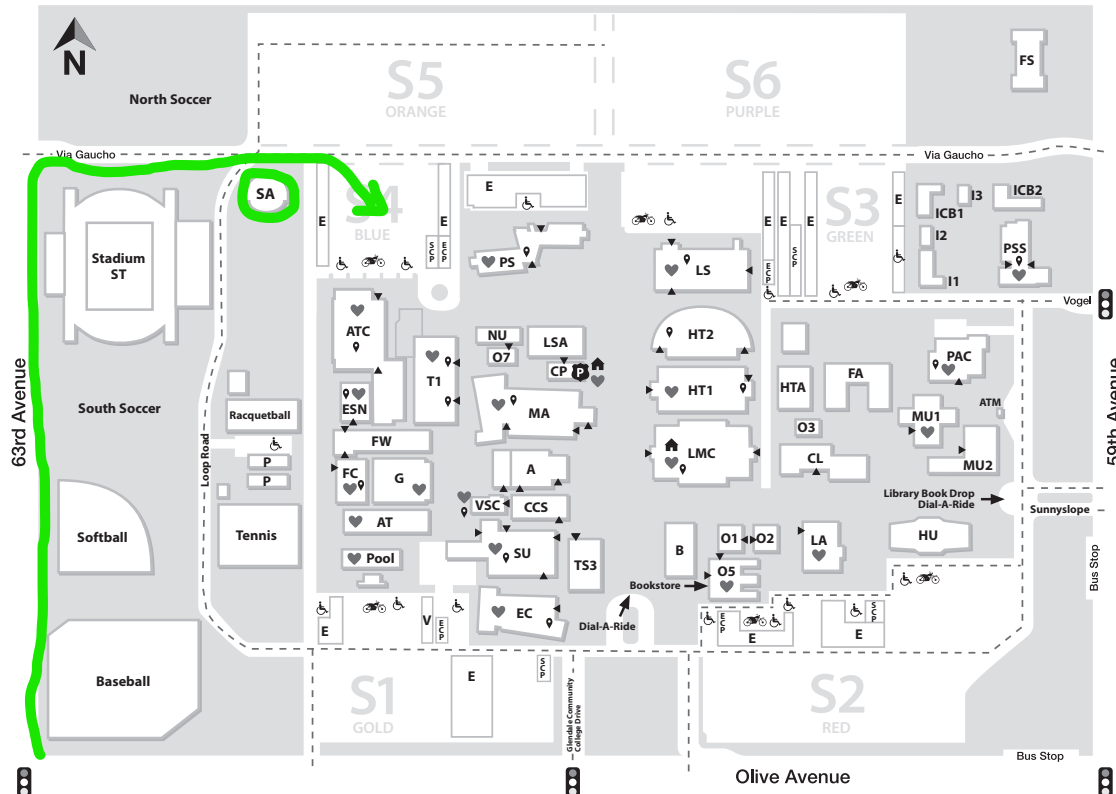 N
North Soccer
S5
ORANGE
S6
PURPLE
FS
Via Gaucho
Via Gaucho
SA
E
S4
BLUE
E
SCP
ECP
E
PS
LS
ECP
E
E
SCP
E
S3
GREEN
E
ICB1
I3
ICB2
I2
I1
PSS
Vogel
Stadium
ST
63rd Avenue
South Soccer
Loop Road
Racquetball
P
P
Softball
Tennis
Baseball
ATC
T1
ESN
FW
FC
G
AT
Pool
NU
O7
LSA
CP
P
MA
A
VSC
CCS
SU
TS3
EC
E
V
ECP
HT2
HT1
LMC
HTA
FA
O3
CL
PAC
ATM
MU1
MU2
59th Avenue
Library Book Drop
Dial-A-Ride
Sunnyslope
HU
B
O1
O2
O5
LA
Bookstore
Dial-A-Ride
ECP
E
SCP
E
Bus Stop
S1
GOLD
E
SCP
Glendale Community
College Drive
S2
RED
Bus Stop
Olive Avenue